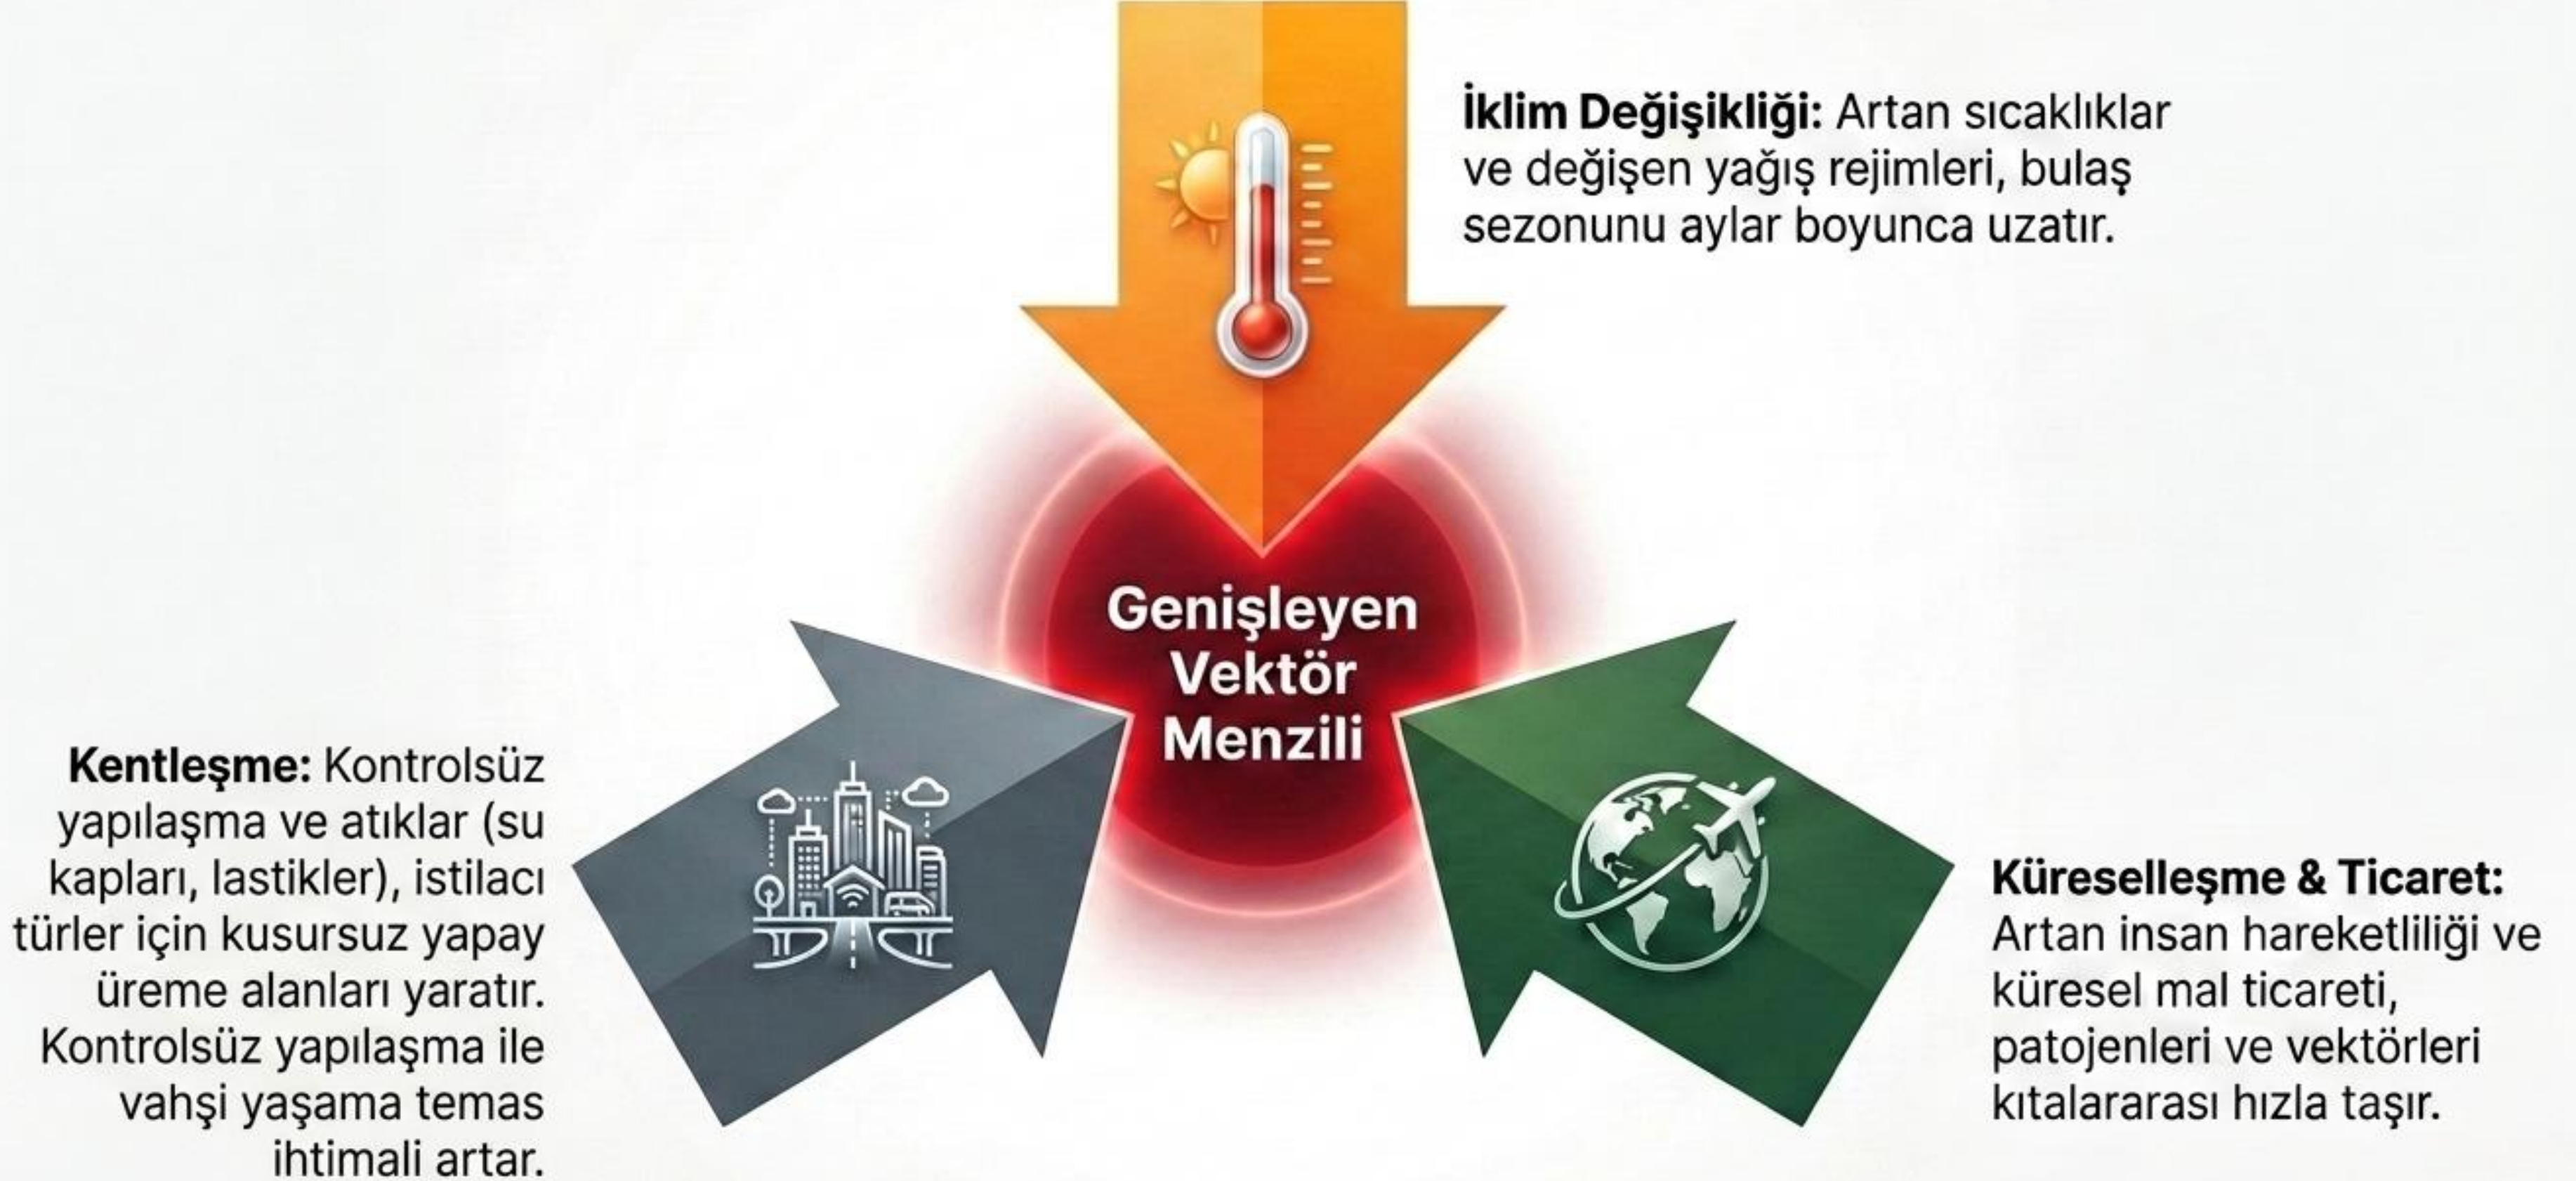 İklim Değişikliği: Artan sıcaklıklar
ve değişen yağış rejimleri, bulaş
sezonunu aylar boyunca uzatır.
Genişleyen
Vektör
Menzili
Kentleşme: Kontrolsüz
yapılaşma ve atıklar (su
kapları, lastikler), istilacı
türler için kusursuz yapay
üreme alanları yaratır.
Kontrolsüz yapılaşma ile
vahşi yaşama temas
ihtimali artar.
Küreselleşme & Ticaret:
Artan insan hareketliliği ve
küresel mal ticareti,
patojenleri ve vektörleri
kıtalararası hızla taşır.